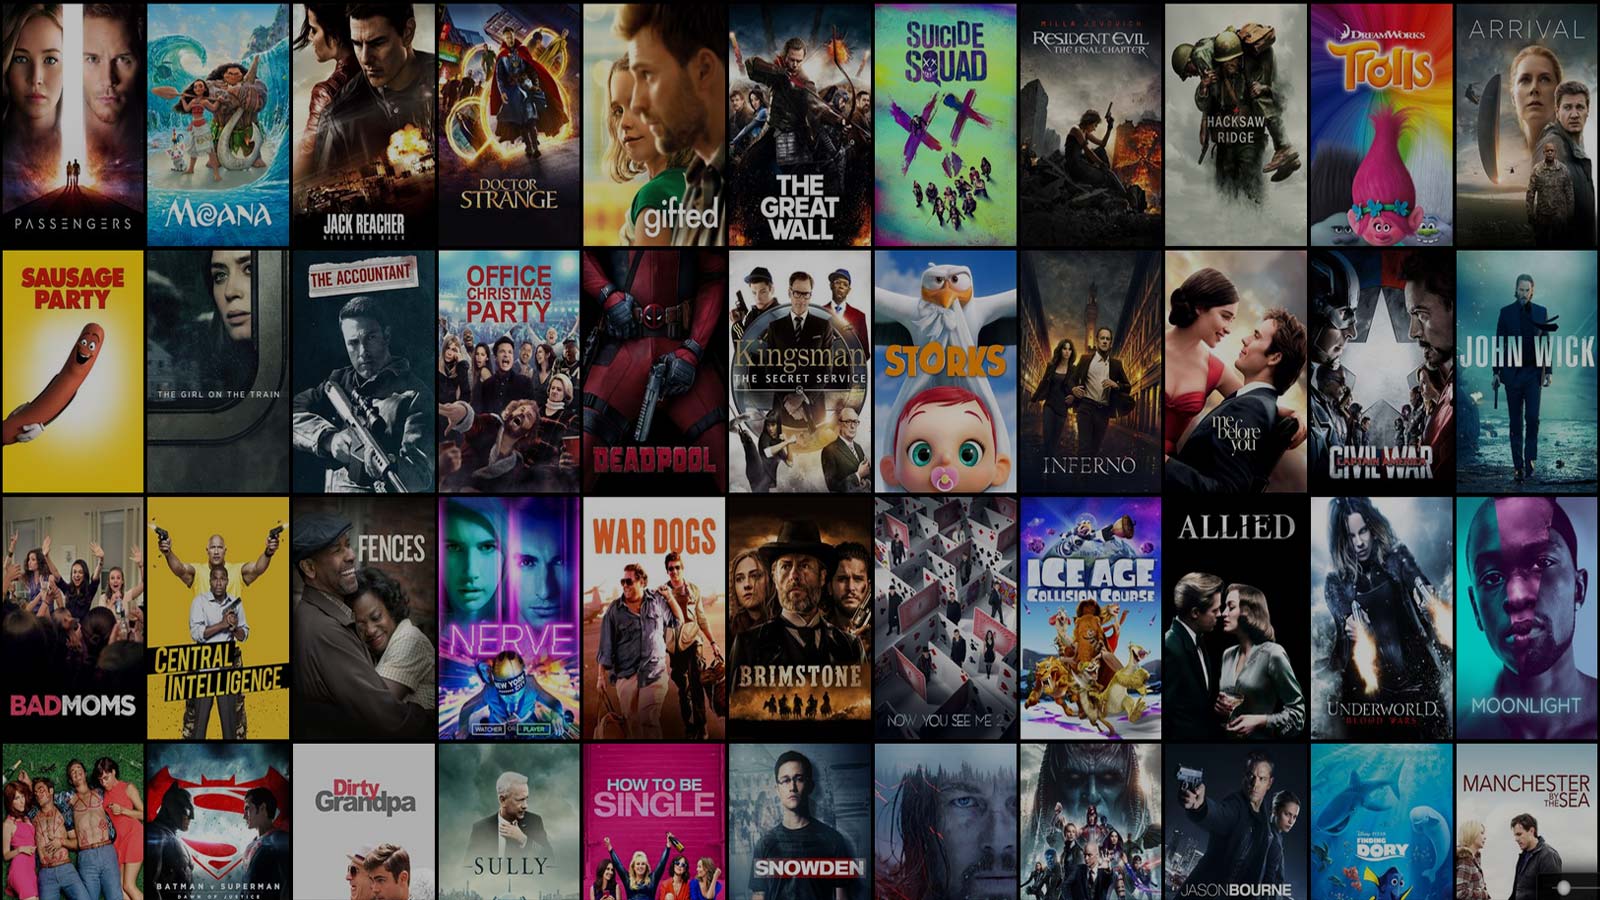 PASSENGERS
MOANA
JACK REACHER
NEVER GO BACK
DOCTOR
STRANGE
gifted
THE
GREAT
WALL
SUICIDE
SQUAD
MILLA JOVOVICH
RESIDENT EVIL
THE FINAL CHAPTER
HACKSAW
RIDGE
DREAMWORKS
TROLLS
ARRIVAL
SAUSAGE
PARTY
THE GIRL ON THE TRAIN
THE ACCOUNTANT
OFFICE
CHRISTMAS
PARTY
DEADPOOL
Kingsman
THE SECRET SERVICE
STORKS
INFERNO
me
before
you
CAPTAIN AMERICA
CIVIL WAR
JOHN WICK
BAD MOMS
CENTRAL
INTELLIGENCE
FENCES
NERVE
NEW YORK
WATCHER OR PLAYER
WAR DOGS
BRIMSTONE
NOW YOU SEE ME 2
ICE AGE
COLLISION COURSE
ALLIED
UNDERWORLD
BLOOD WARS
MOONLIGHT
BATMAN v SUPERMAN
DAWN OF JUSTICE
Dirty
Grandpa
SULLY
HOW TO BE
SINGLE
SNOWDEN
JASON BOURNE
Disney PIXAR
FINDING
DORY
MANCHESTER
BY
THE SEA